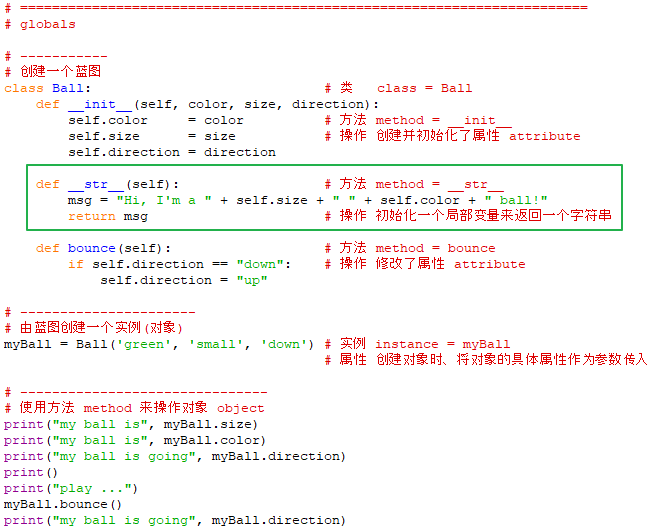 # =======================================================================
# globals
# -----------
# 创建一个蓝图
class Ball:                             # 类   class = Ball
    def __init__(self, color, size, direction):
        self.color     = color          # 方法 method = __init__
        self.size      = size           # 操作 创建并初始化了属性 attribute
        self.direction = direction
    def __str__(self):                  # 方法 method = __str__
        msg = "Hi, I'm a " + self.size + " " + self.color + " ball!"
        return msg                      # 操作 初始化一个局部变量来返回一个字符串
    def bounce(self):                   # 方法 method = bounce
        if self.direction == "down":    # 操作 修改了属性 attribute
            self.direction = "up"
# ----------------------
# 由蓝图创建一个实例(对象)
myBall = Ball('green', 'small', 'down') # 实例 instance = myBall
                                        # 属性 创建对象时、将对象的具体属性作为参数传入
# -------------------------------
# 使用方法 method 来操作对象 object
print("my ball is", myBall.size)
print("my ball is", myBall.color)
print("my ball is going", myBall.direction)
print()
print("play ...")
myBall.bounce()
print("my ball is going", myBall.direction)